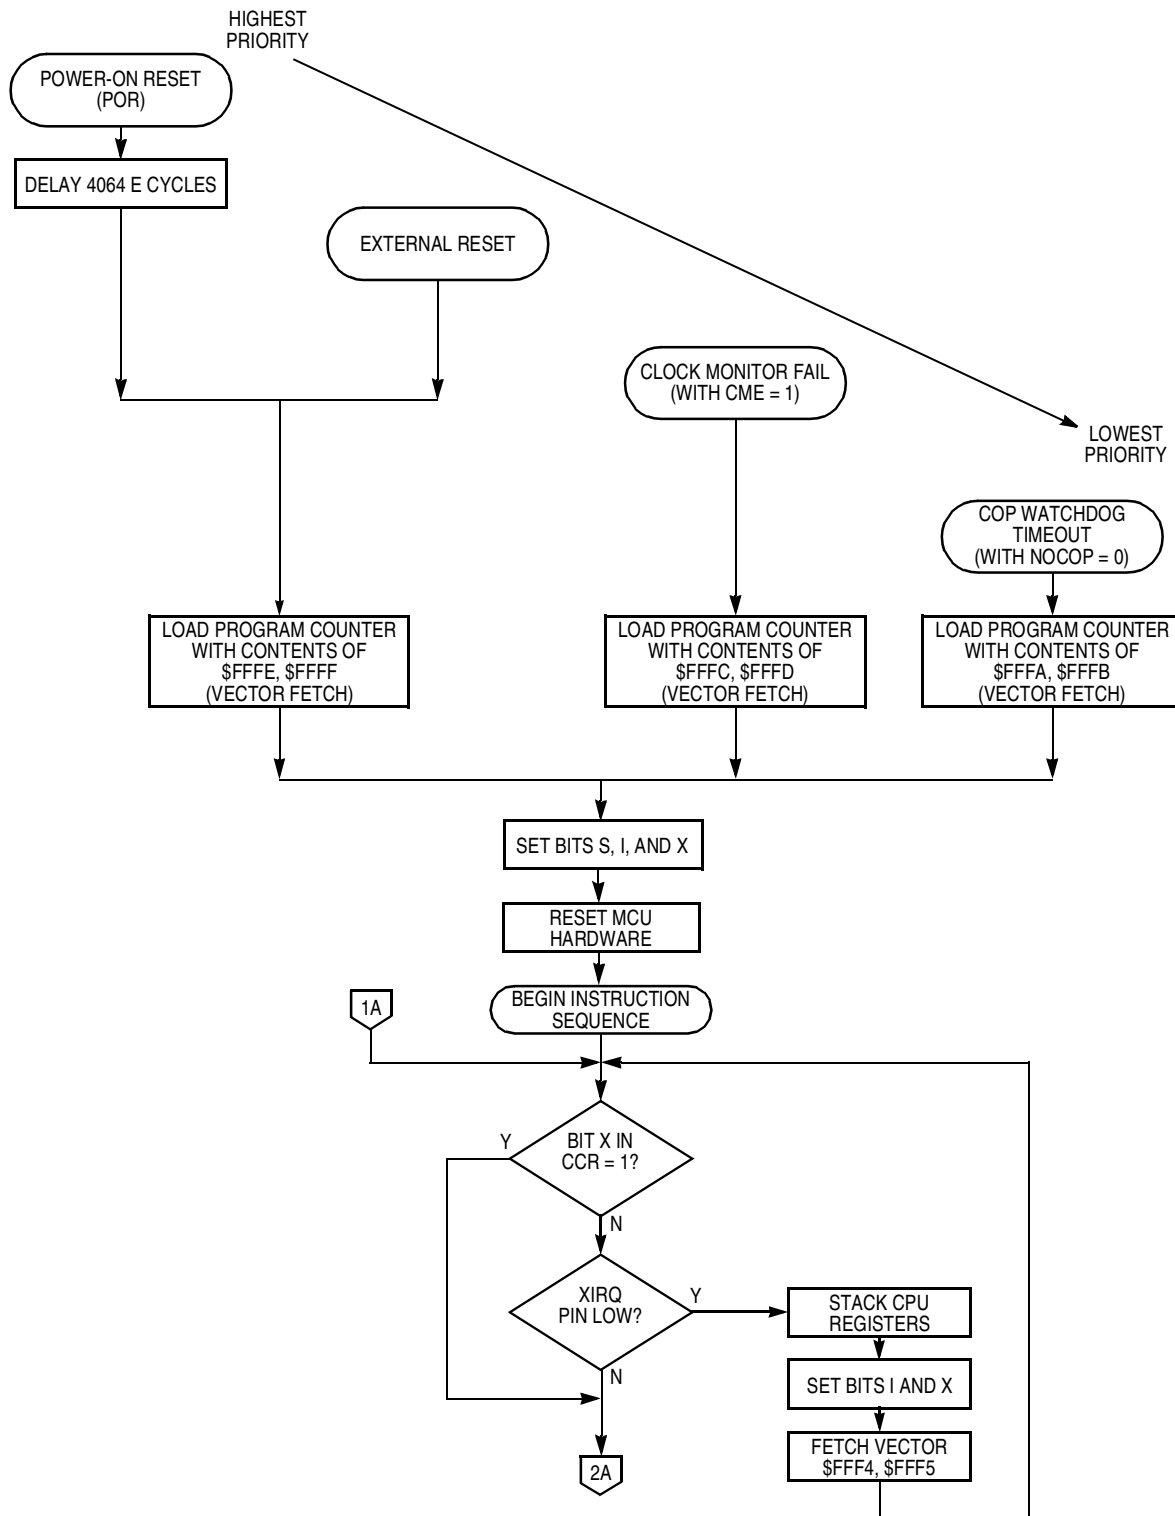 HIGHEST
PRIORITY
POWER-ON RESET
(POR)
DELAY 4064 E CYCLES
EXTERNAL RESET
CLOCK MONITOR FAIL
(WITH CME = 1)
LOWEST
PRIORITY
COP WATCHDOG
TIMEOUT
(WITH NOCOP = 0)
LOAD PROGRAM COUNTER
WITH CONTENTS OF
$FFFE, $FFFF
(VECTOR FETCH)
LOAD PROGRAM COUNTER
WITH CONTENTS OF
$FFFC, $FFFD
(VECTOR FETCH)
LOAD PROGRAM COUNTER
WITH CONTENTS OF
$FFFA, $FFFB
(VECTOR FETCH)
SET BITS S, I, AND X
RESET MCU
HARDWARE
1A
BEGIN INSTRUCTION
SEQUENCE
Y
BIT X IN
CCR = 1?
N
XIRQ
PIN LOW?
Y
STACK CPU
REGISTERS
N
SET BITS I AND X
FETCH VECTOR
$FFF4, $FFF5
2A